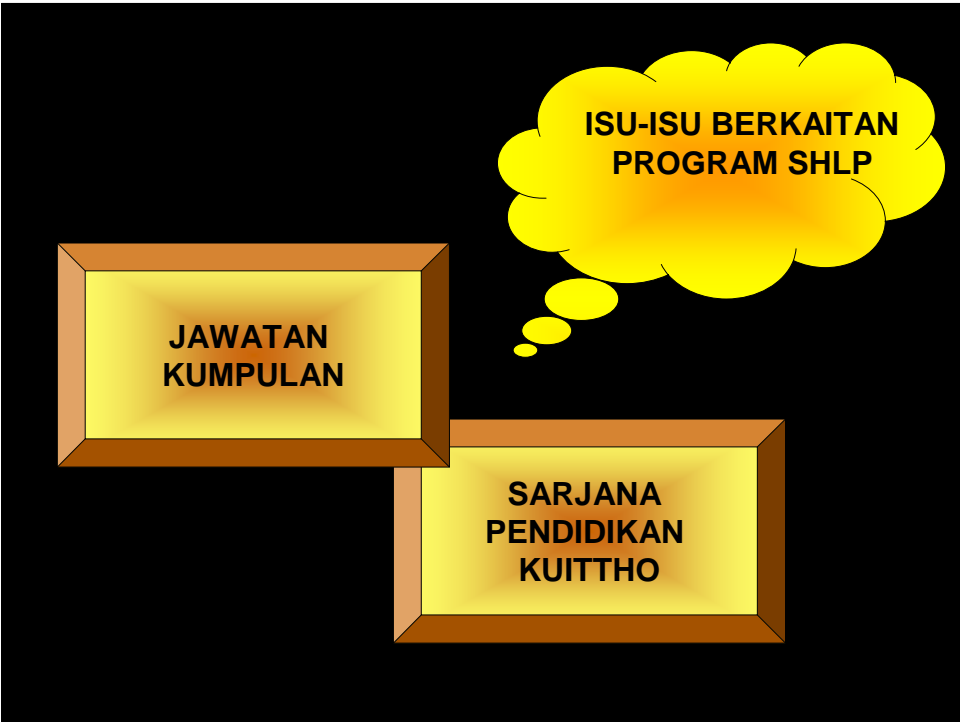 ISU-ISU BERKAITAN
PROGRAM SHLP
JAWATAN
KUMPULAN
SARJANA
PENDIDIKAN
KUITTHO